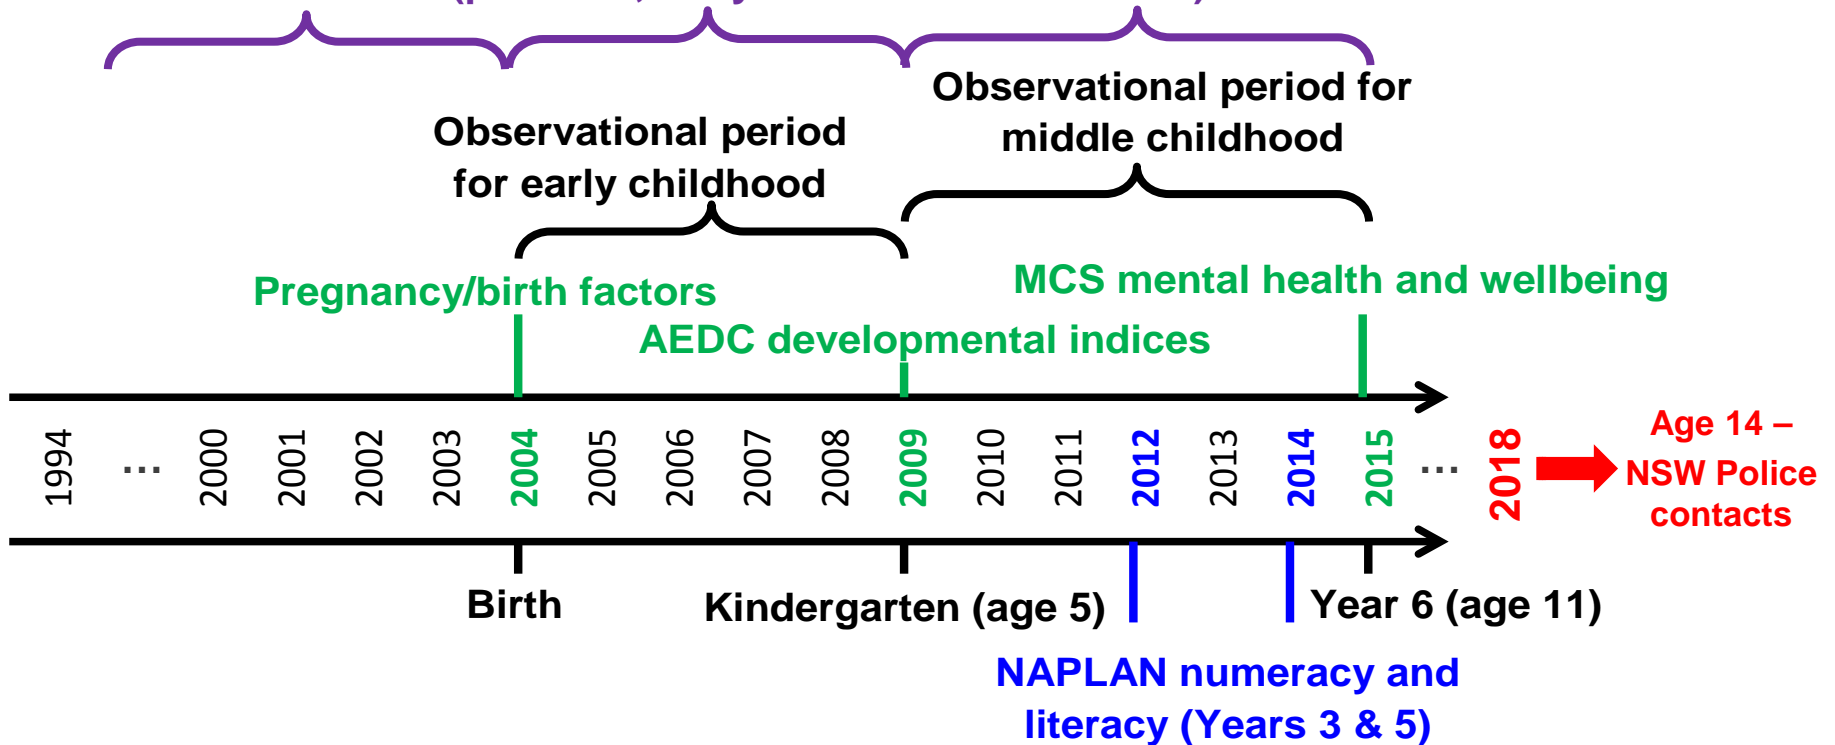 Observational period for
middle childhood
Observational period
for early childhood
MCS mental health and wellbeing
Pregnancy/birth factors
AEDC developmental indices
1994 ... 2000 2001 2002 2003 2004 2005 2006 2007 2008 2009 2010 2011 2012 2013 2014 2015 ... 2018
Age 14 –
NSW Police
contacts
Birth
Kindergarten (age 5)
Year 6 (age 11)
NAPLAN numeracy and
literacy (Years 3 & 5)